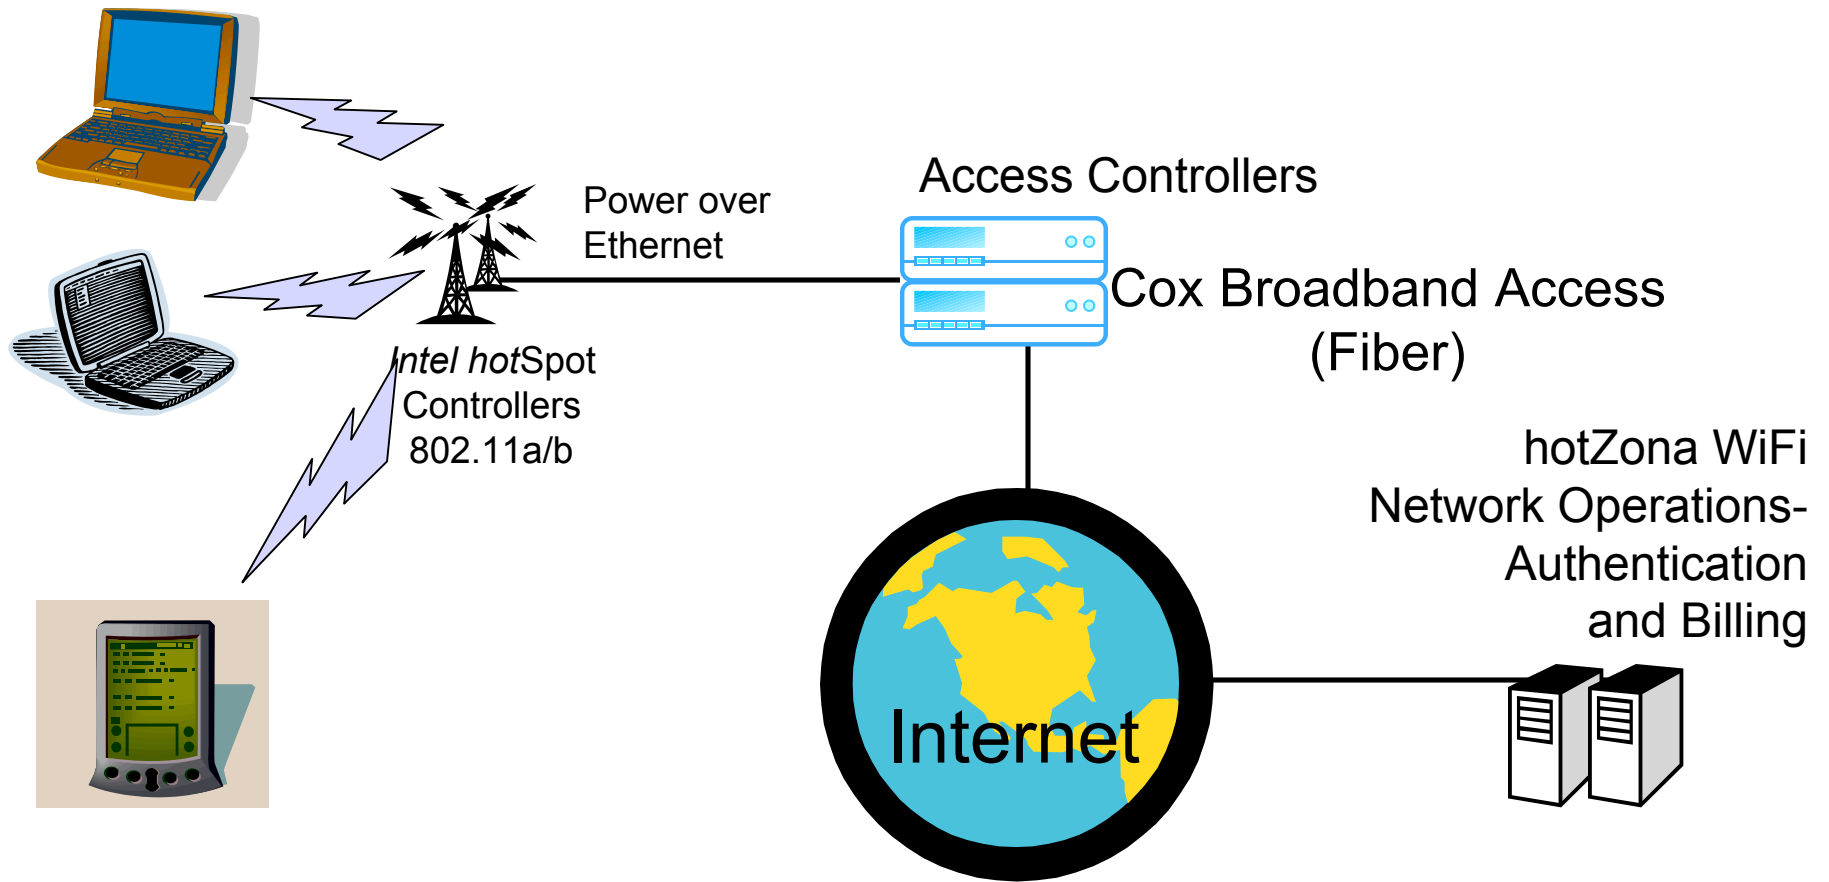 Power over
Ethernet
Access Controllers
Cox Broadband Access
(Fiber)
Intel hotSpot
Controllers
802.11a/b
hotZona WiFi
Network Operations-
Authentication
and Billing
Internet